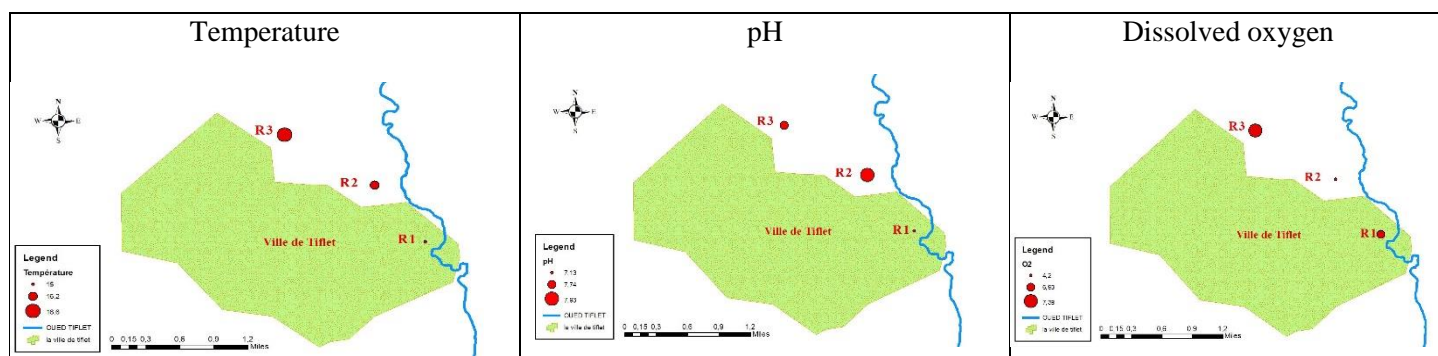 Temperature
N
W E
S
R3
R2
R1
Ville de Tiflet
Legend
Température
15
16,2
OUED TIFLET
la ville de tiflet
0 0,15 0,3 0,6 0,9 1,2
Miles
pH
N
W E
S
R3
R2
R1
Ville de Tiflet
Legend
pH
7,13
7,74
7,93
OUED TIFLET
la ville de tiflet
0 0,15 0,3 0,6 0,9 1,2
Miles
Dissolved oxygen
N
W E
S
R3
R2
R1
Ville de Tiflet
Legend
O2
4,2
6,93
7,39
OUED TIFLET
la ville de tiflet
0 0,15 0,3 0,6 0,9 1,2
Miles